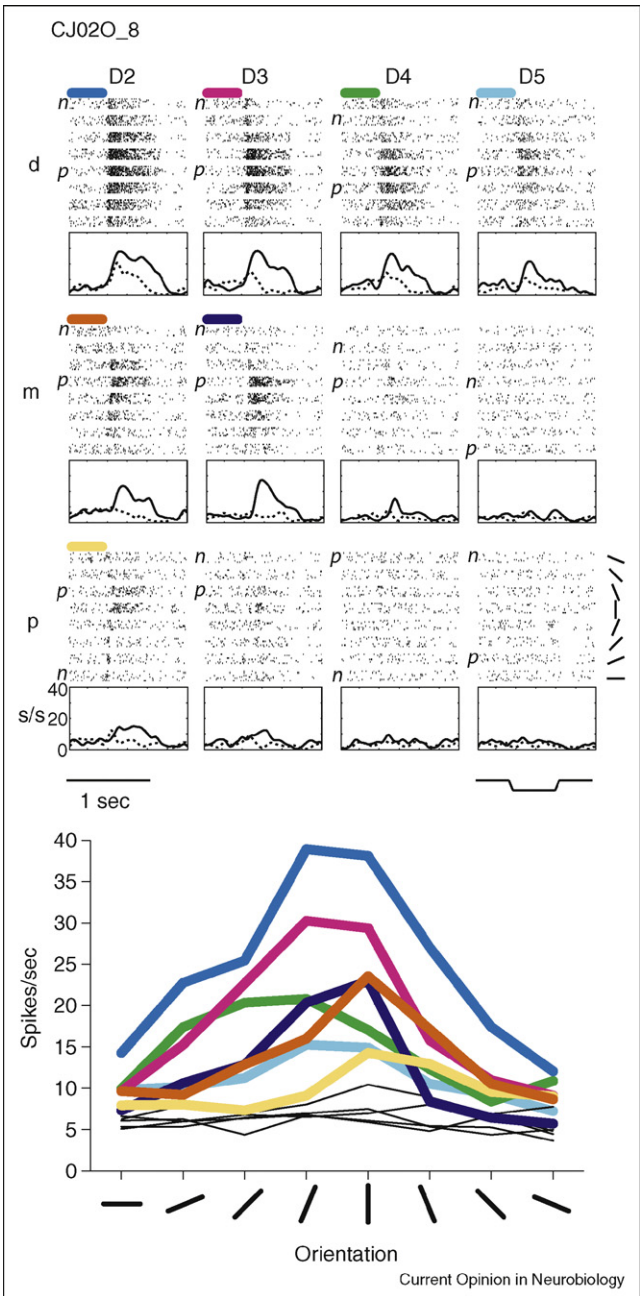 CJ02O_8
D2 D3 D4 D5
n n n
n
d
p p p
p
n n
n
p p p n
m
p
n p n
p p
p
p
n n
40
s/s 20
0
1 sec
40
35
30
25
20
15
10
5
0
Spikes/sec
Orientation
Current Opinion in Neurobiology